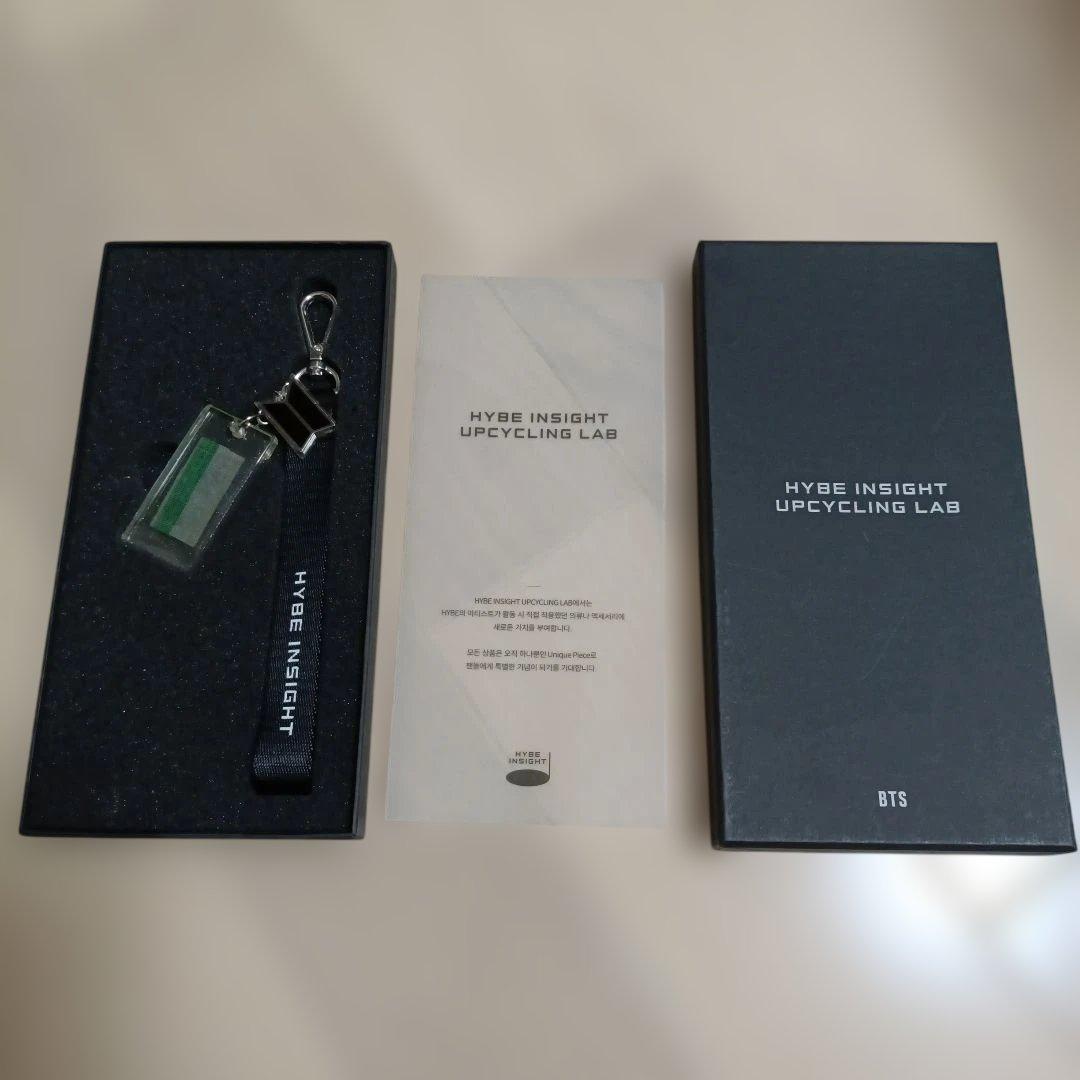 HYBE INSIGHT
HYBE INSIGHT
UPCYCLING LAB
HYBE INSIGHT UPCYCLING LAB에서는
HYBE의 아티스트가 활동 시 직접 착용했던 의류나 액세서리에
새로운 가치를 부여합니다.
모든 상품은 오직 하나뿐인 Unique Piece로
팬들에게 특별한 기념이 되기를 기대합니다.
HYBE
INSIGHT
HYBE INSIGHT
UPCYCLING LAB
BTS